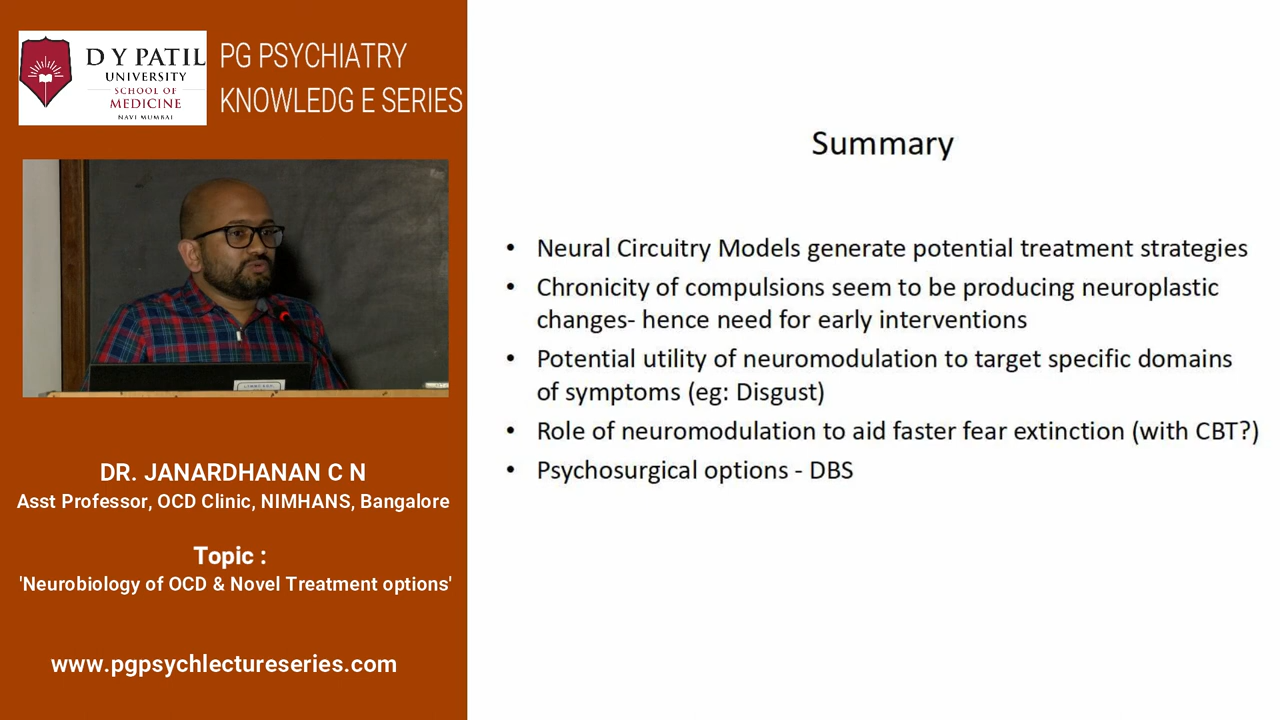 D Y PATIL
UNIVERSITY
SCHOOL OF
MEDICINE
NAVI MUMBAI
PG PSYCHIATRY
KNOWLEDG E SERIES
DR. JANARDHANAN C N
Asst Professor, OCD Clinic, NIMHANS, Bangalore
Topic :
'Neurobiology of OCD & Novel Treatment options'
www.pgpsychlectureseries.com
Summary
• Neural Circuitry Models generate potential treatment strategies
• Chronicity of compulsions seem to be producing neuroplastic
changes- hence need for early interventions
• Potential utility of neuromodulation to target specific domains
of symptoms (eg: Disgust)
• Role of neuromodulation to aid faster fear extinction (with CBT?)
• Psychosurgical options - DBS